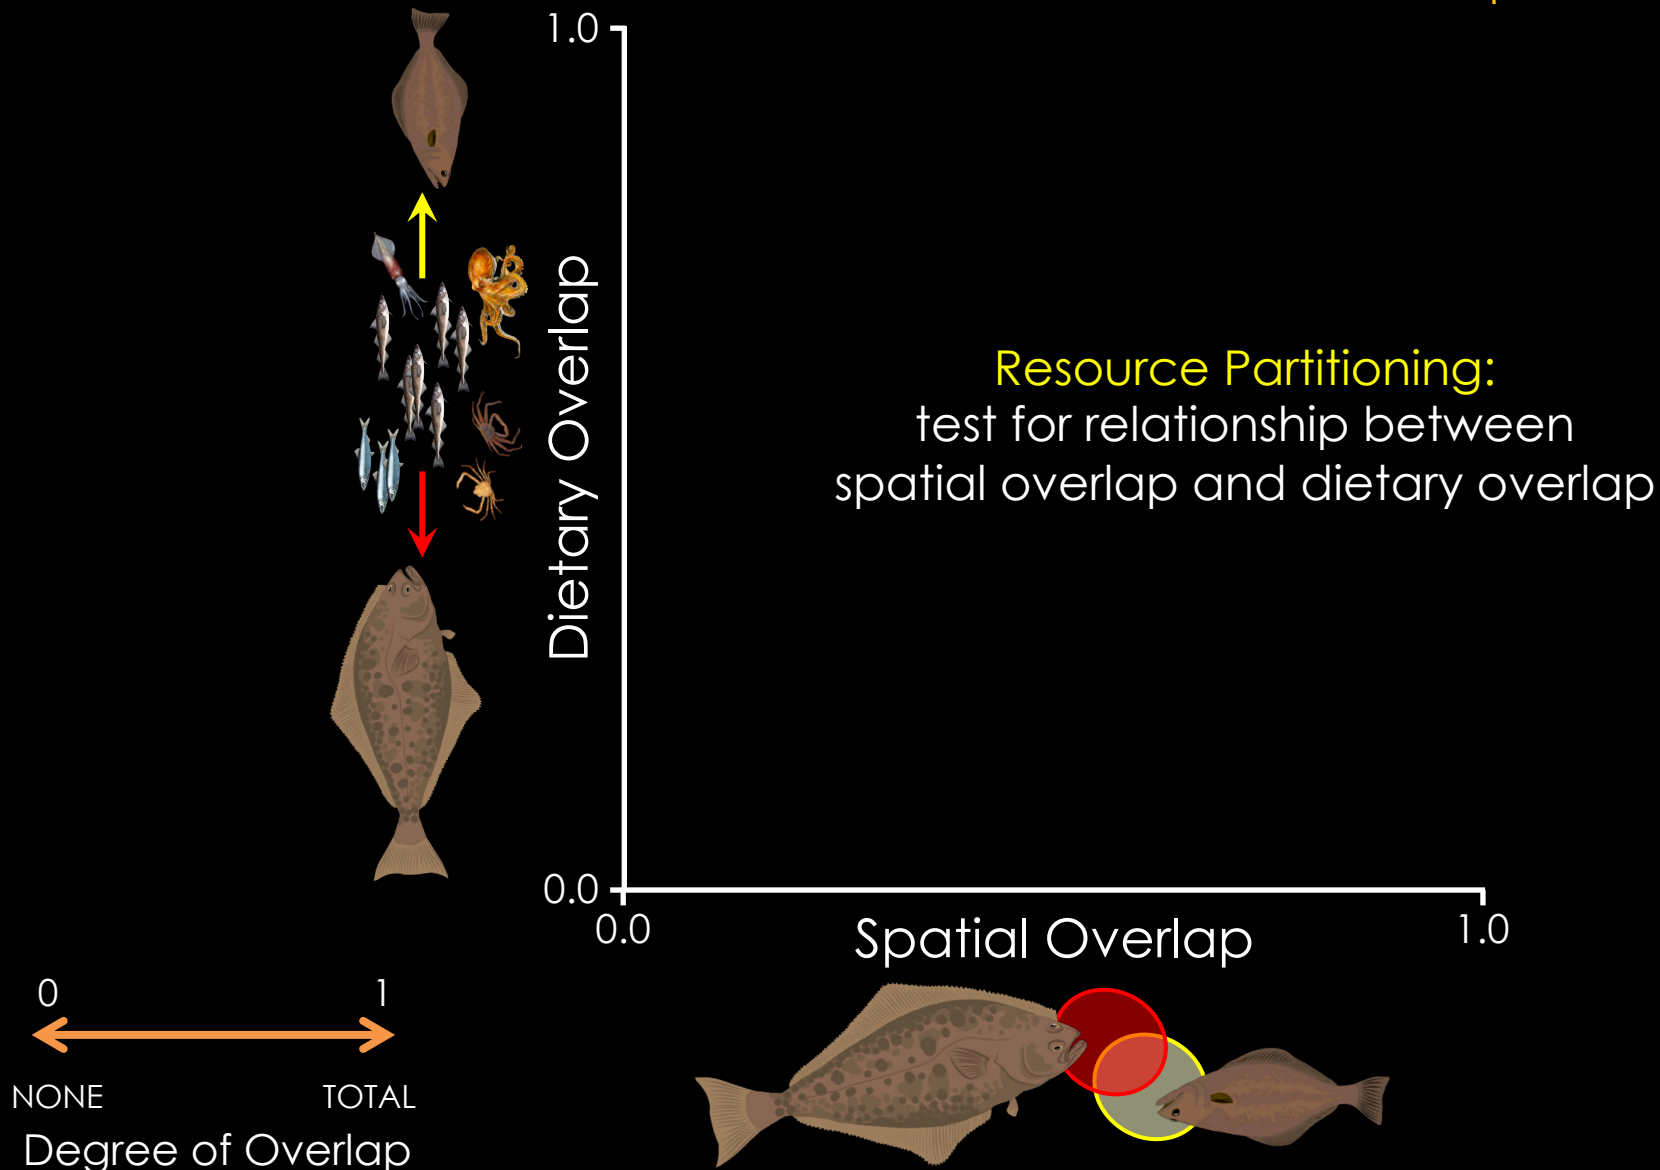 1.0
Dietary Overlap
Resource Partitioning:
test for relationship between
spatial overlap and dietary overlap
0.0
0.0
Spatial Overlap
1.0
0
1
NONE
TOTAL
Degree of Overlap